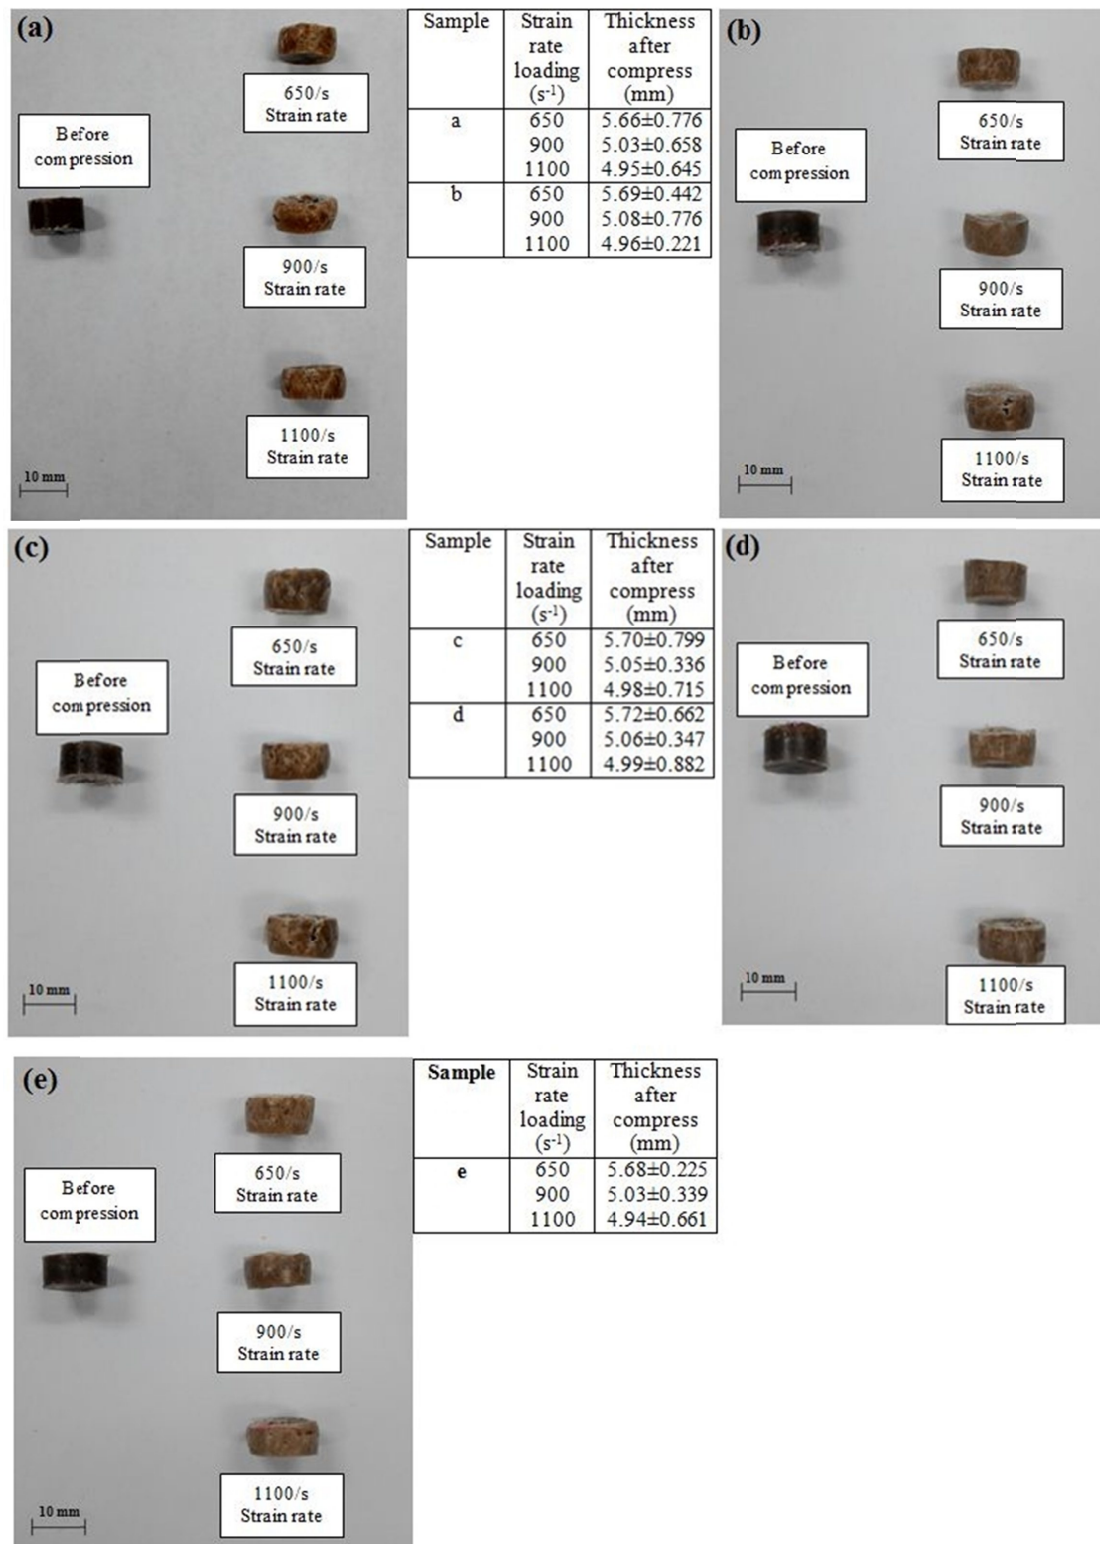 (a)
650/s
Strain rate
Before
compression
900/s
Strain rate
1100/s
Strain rate
10 mm
Sample Strain rate loading (s⁻¹) Thickness after compress (mm)
a 650 5.66±0.776
900 5.03±0.658
1100 4.95±0.645
b 650 5.69±0.442
900 5.08±0.776
1100 4.96±0.221
(b)
650/s
Strain rate
Before
compression
900/s
Strain rate
1100/s
Strain rate
10 mm
(c)
650/s
Strain rate
Before
compression
900/s
Strain rate
1100/s
Strain rate
10 mm
Sample Strain rate loading (s⁻¹) Thickness after compress (mm)
c 650 5.70±0.799
900 5.05±0.336
1100 4.98±0.715
d 650 5.72±0.662
900 5.06±0.347
1100 4.99±0.882
(d)
650/s
Strain rate
Before
compression
900/s
Strain rate
1100/s
Strain rate
10 mm
(e)
650/s
Strain rate
Before
compression
900/s
Strain rate
1100/s
Strain rate
10 mm
Sample Strain rate loading (s⁻¹) Thickness after compress (mm)
e 650 5.68±0.225
900 5.03±0.339
1100 4.94±0.661